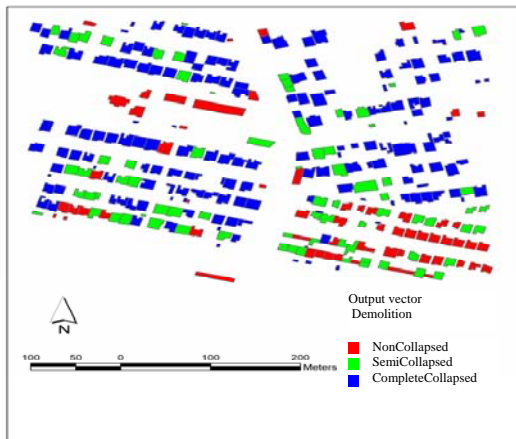 Output vector
Demolition
N
NonCollapsed
SemiCollapsed
CompleteCollapsed
100 50 0 100 200
Meters